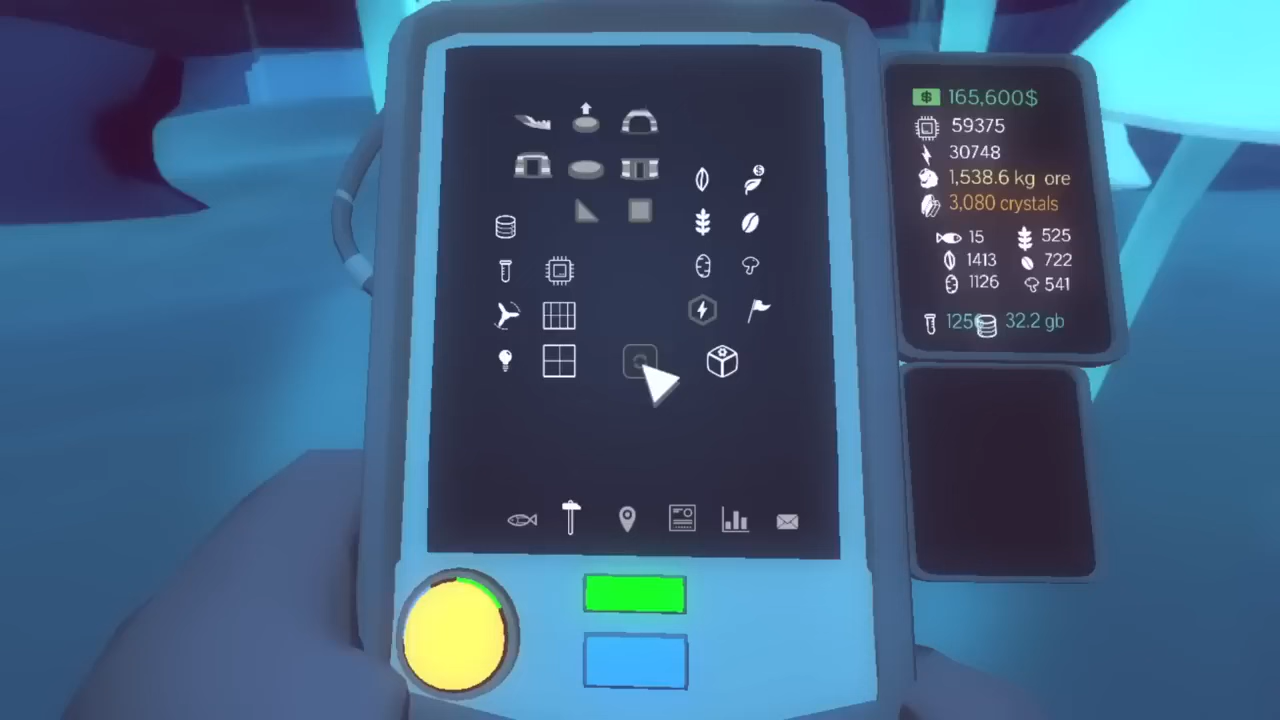 165,600$
59375
30748
1,538.6 kg ore
3,080 crystals
15 525
1413 722
1126 541
1256 32.2 gb